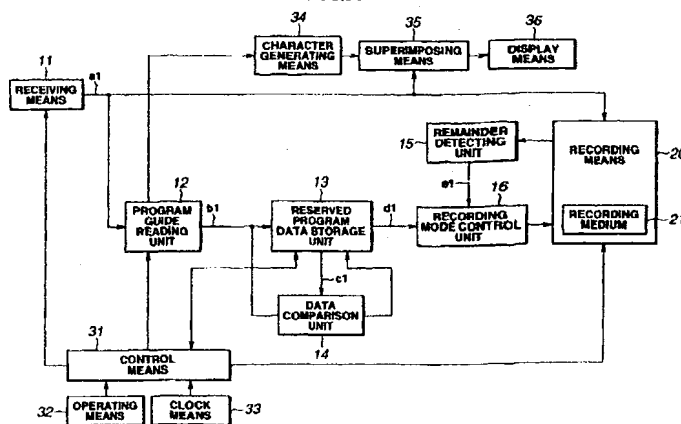 34
35
36
CHARACTER
GENERATING
MEANS
SUPERIMPOSING
MEANS
DISPLAY
MEANS
11
a1
RECEIVING
MEANS
15
REMAINDER
DETECTING
UNIT
RECORDING
MEANS
20
12
13
e1
16
PROGRAM
GUIDE
READING
UNIT
b1
RESERVED
PROGRAM
DATA STORAGE
UNIT
d1
RECORDING
MODE CONTROL
UNIT
RECORDING
MEDIUM
21
c1
DATA
COMPARISON
UNIT
14
31
CONTROL
MEANS
32
OPERATING
MEANS
CLOCK
MEANS
33